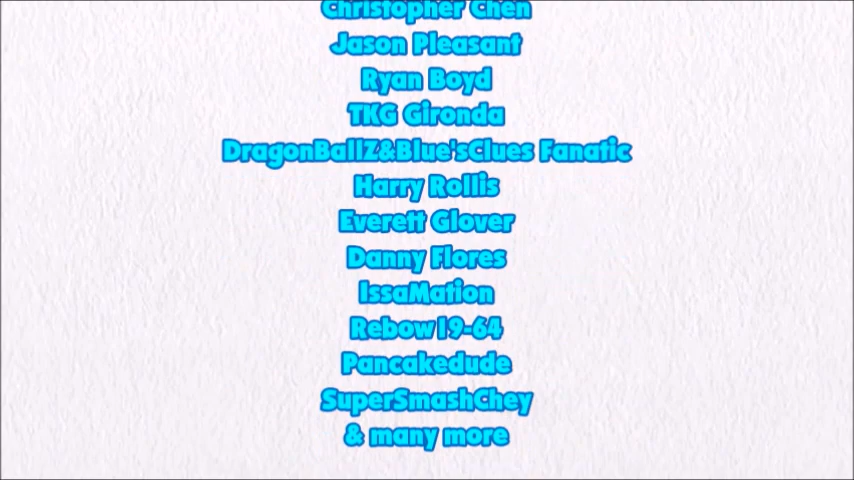 Christopher Chen
Jason Pleasant
Ryan Boyd
TKG Gironda
DragonBallZ&Blue'sClues Fanatic
Harry Rollis
Everett Glover
Danny Flores
IssaMation
Rebow19-64
Pancakedude
SuperSmashChey
& many more